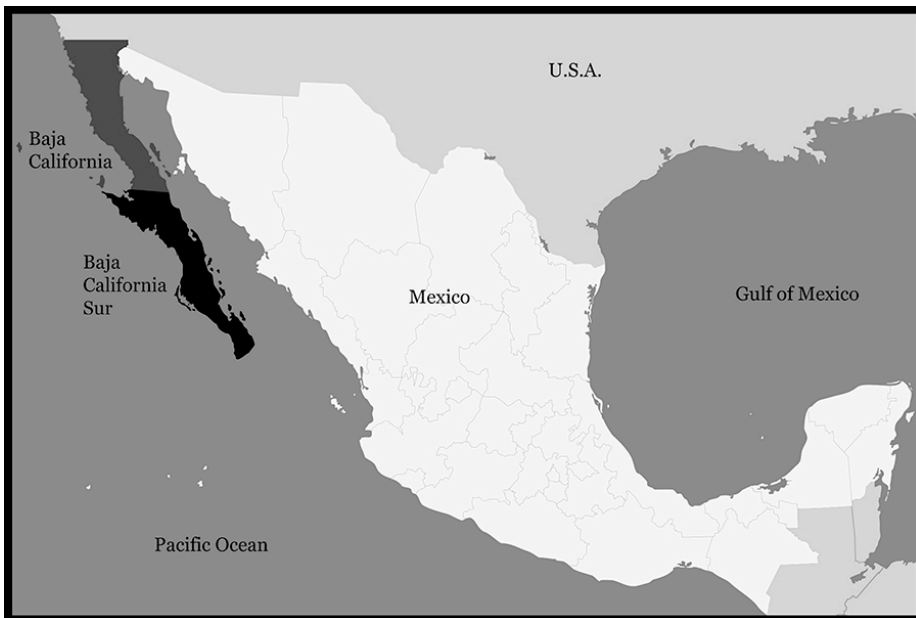 U.S.A.
Baja
California
Baja
California
Sur
Mexico
Gulf of Mexico
Pacific Ocean